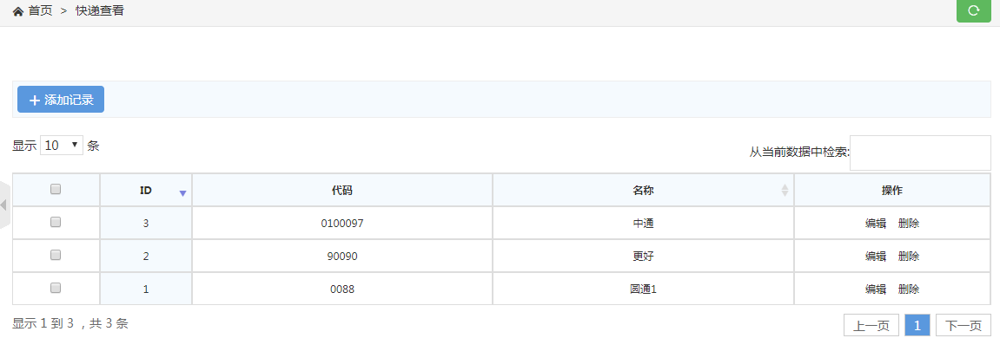 首页 > 快递查看
添加记录
显示 10 条
从当前数据中检索:
ID 代码 名称 操作
3 0100097 中通 编辑 删除
2 90090 更好 编辑 删除
1 0088 圆通1 编辑 删除
显示 1 到 3 ，共 3 条
上一页 1 下一页